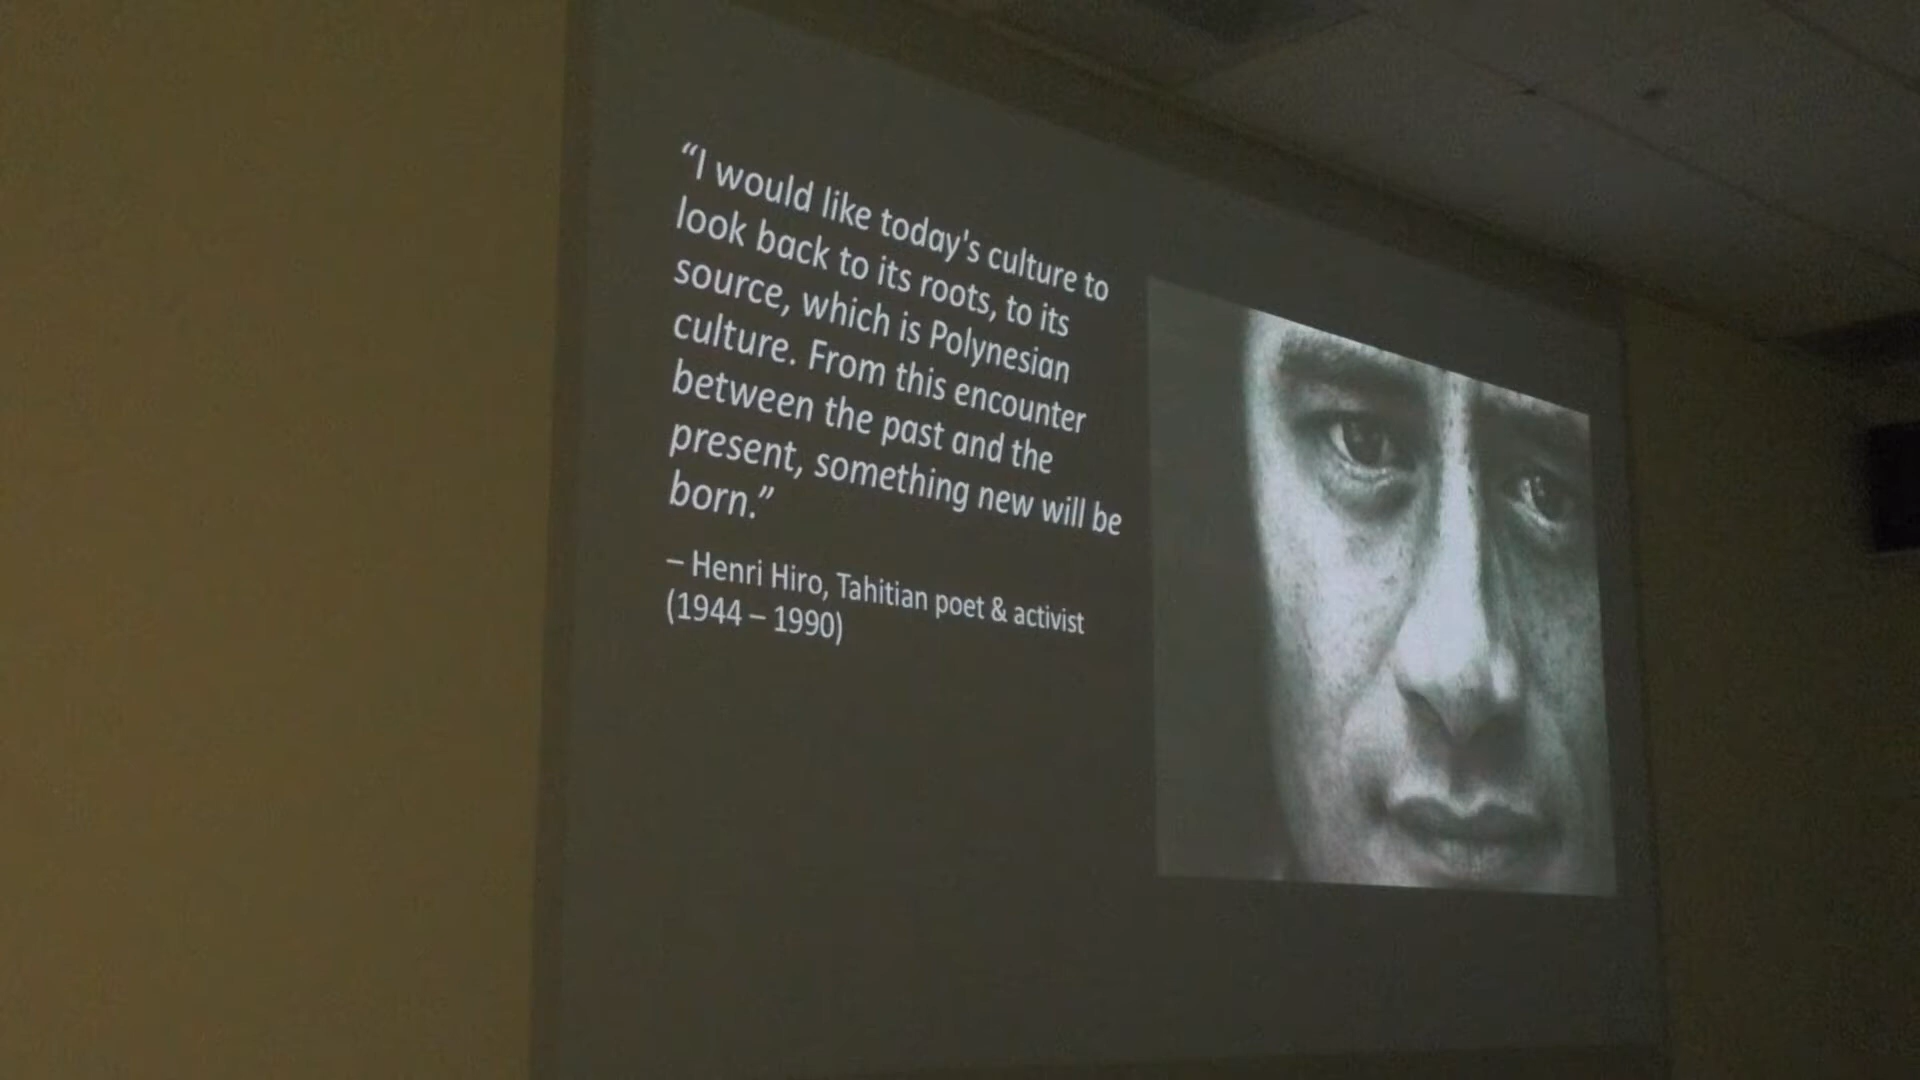 “I would like today's culture to
look back to its roots, to its
source, which is Polynesian
culture. From this encounter
between the past and the
present, something new will be
born.”
– Henri Hiro, Tahitian poet & activist
(1944 – 1990)